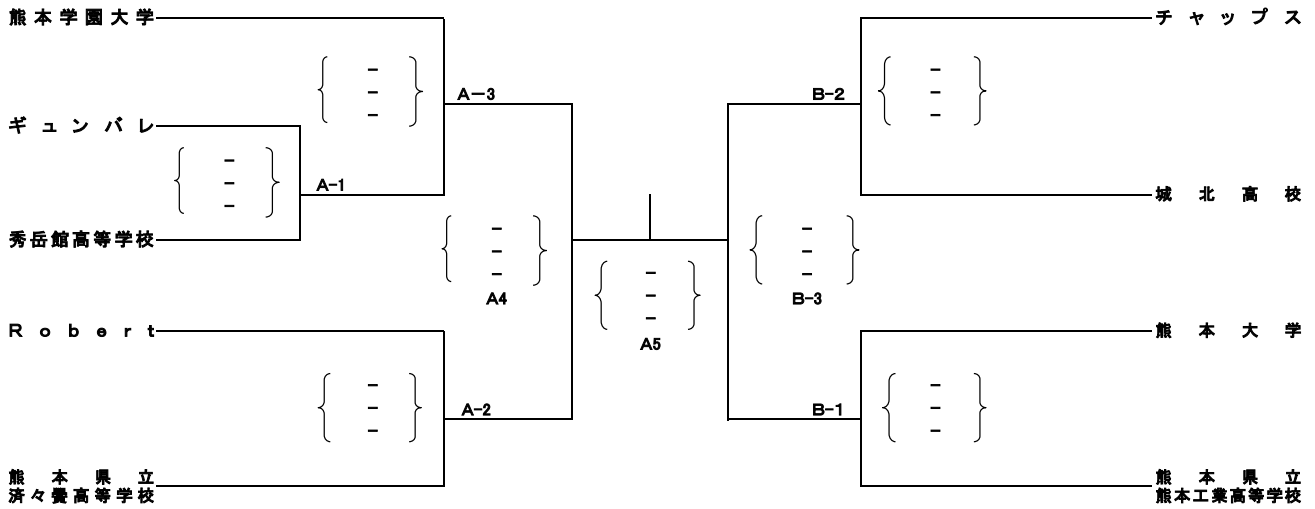 熊本学園大学
チャップス
-
-
-
-
-
-
A-3
B-2
ギュンバレ
-
-
-
A-1
城北高校
秀岳館高等学校
-
-
-
A4
-
-
-
B-3
-
-
-
A5
Robert
熊本大学
-
-
-
-
-
-
A-2
B-1
熊本県立
済々黌高等学校
熊本県立
熊本工業高等学校